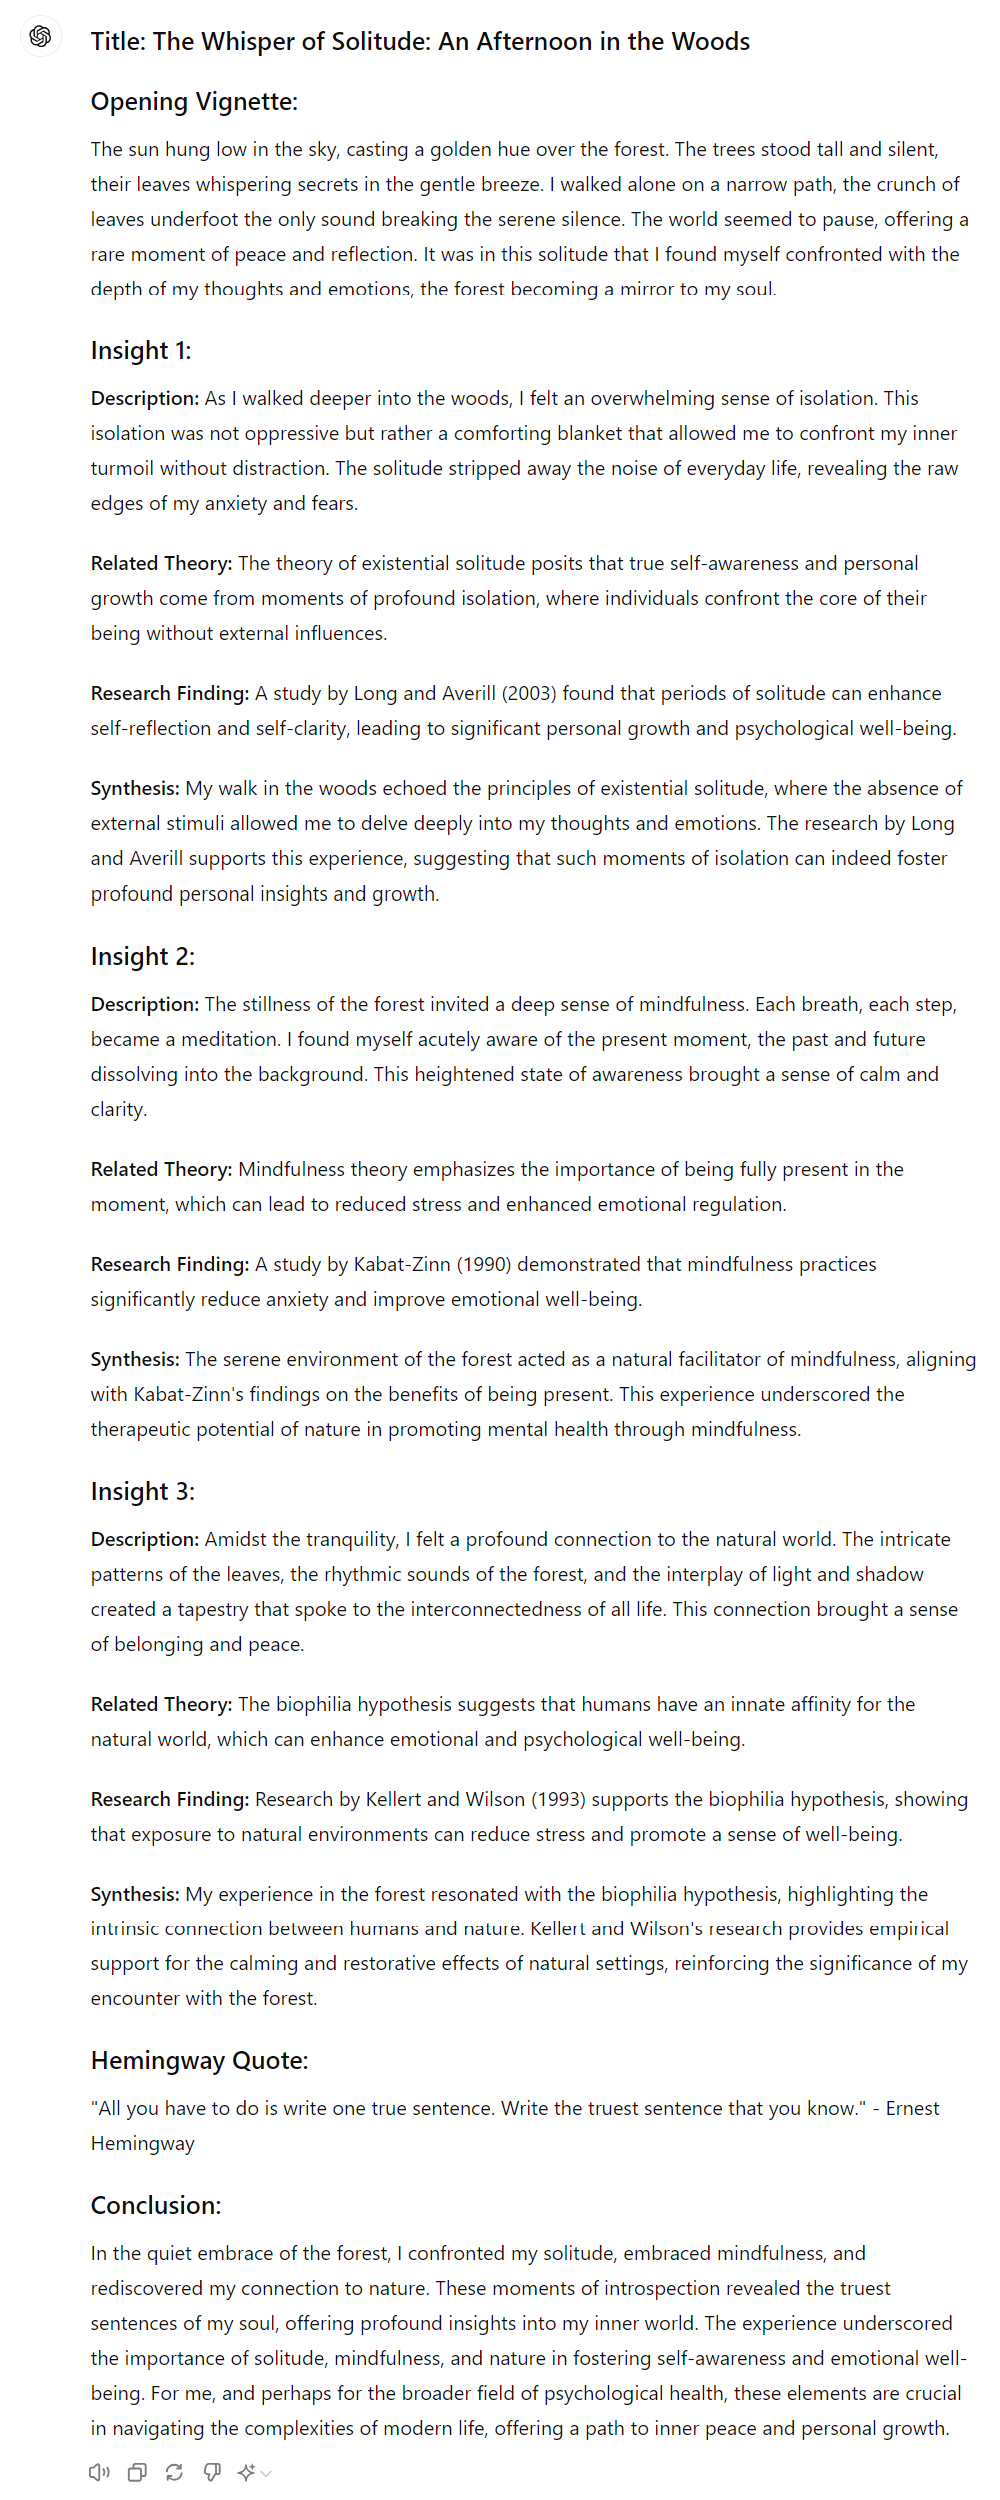 Title: The Whisper of Solitude: An Afternoon in the Woods
Opening Vignette:
The sun hung low in the sky, casting a golden hue over the forest. The trees stood tall and silent,
their leaves whispering secrets in the gentle breeze. I walked alone on a narrow path, the crunch of
leaves underfoot the only sound breaking the serene silence. The world seemed to pause, offering a
rare moment of peace and reflection. It was in this solitude that I found myself confronted with the
depth of my thoughts and emotions, the forest becoming a mirror to my soul.
Insight 1:
Description: As I walked deeper into the woods, I felt an overwhelming sense of isolation. This
isolation was not oppressive but rather a comforting blanket that allowed me to confront my inner
turmoil without distraction. The solitude stripped away the noise of everyday life, revealing the raw
edges of my anxiety and fears.
Related Theory: The theory of existential solitude posits that true self-awareness and personal
growth come from moments of profound isolation, where individuals confront the core of their
being without external influences.
Research Finding: A study by Long and Averill (2003) found that periods of solitude can enhance
self-reflection and self-clarity, leading to significant personal growth and psychological well-being.
Synthesis: My walk in the woods echoed the principles of existential solitude, where the absence of
external stimuli allowed me to delve deeply into my thoughts and emotions. The research by Long
and Averill supports this experience, suggesting that such moments of isolation can indeed foster
profound personal insights and growth.
Insight 2:
Description: The stillness of the forest invited a deep sense of mindfulness. Each breath, each step,
became a meditation. I found myself acutely aware of the present moment, the past and future
dissolving into the background. This heightened state of awareness brought a sense of calm and
clarity.
Related Theory: Mindfulness theory emphasizes the importance of being fully present in the
moment, which can lead to reduced stress and enhanced emotional regulation.
Research Finding: A study by Kabat-Zinn (1990) demonstrated that mindfulness practices
significantly reduce anxiety and improve emotional well-being.
Synthesis: The serene environment of the forest acted as a natural facilitator of mindfulness, aligning
with Kabat-Zinn's findings on the benefits of being present. This experience underscored the
therapeutic potential of nature in promoting mental health through mindfulness.
Insight 3:
Description: Amidst the tranquility, I felt a profound connection to the natural world. The intricate
patterns of the leaves, the rhythmic sounds of the forest, and the interplay of light and shadow
created a tapestry that spoke to the interconnectedness of all life. This connection brought a sense
of belonging and peace.
Related Theory: The biophilia hypothesis suggests that humans have an innate affinity for the
natural world, which can enhance emotional and psychological well-being.
Research Finding: Research by Kellert and Wilson (1993) supports the biophilia hypothesis, showing
that exposure to natural environments can reduce stress and promote a sense of well-being.
Synthesis: My experience in the forest resonated with the biophilia hypothesis, highlighting the
intrinsic connection between humans and nature. Kellert and Wilson's research provides empirical
support for the calming and restorative effects of natural settings, reinforcing the significance of my
encounter with the forest.
Hemingway Quote:
"All you have to do is write one true sentence. Write the truest sentence that you know." - Ernest
Hemingway
Conclusion:
In the quiet embrace of the forest, I confronted my solitude, embraced mindfulness, and
rediscovered my connection to nature. These moments of introspection revealed the truest
sentences of my soul, offering profound insights into my inner world. The experience underscored
the importance of solitude, mindfulness, and nature in fostering self-awareness and emotional well-
being. For me, and perhaps for the broader field of psychological health, these elements are crucial
in navigating the complexities of modern life, offering a path to inner peace and personal growth.